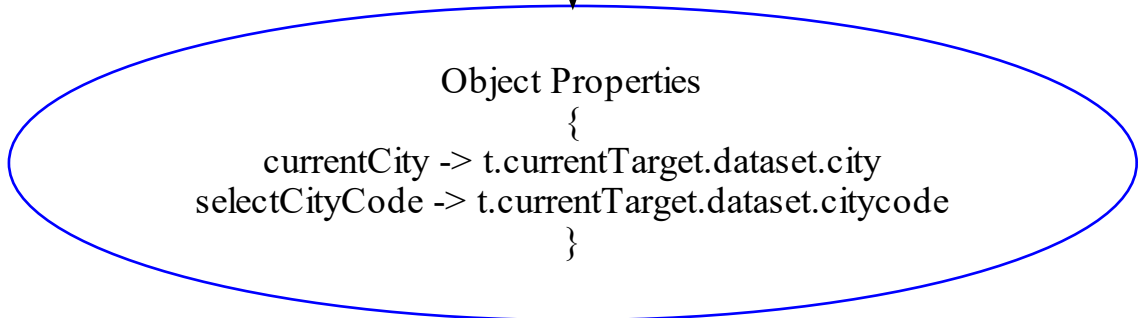 Object Properties
{
currentCity -> t.currentTarget.dataset.city
selectCityCode -> t.currentTarget.dataset.citycode
}